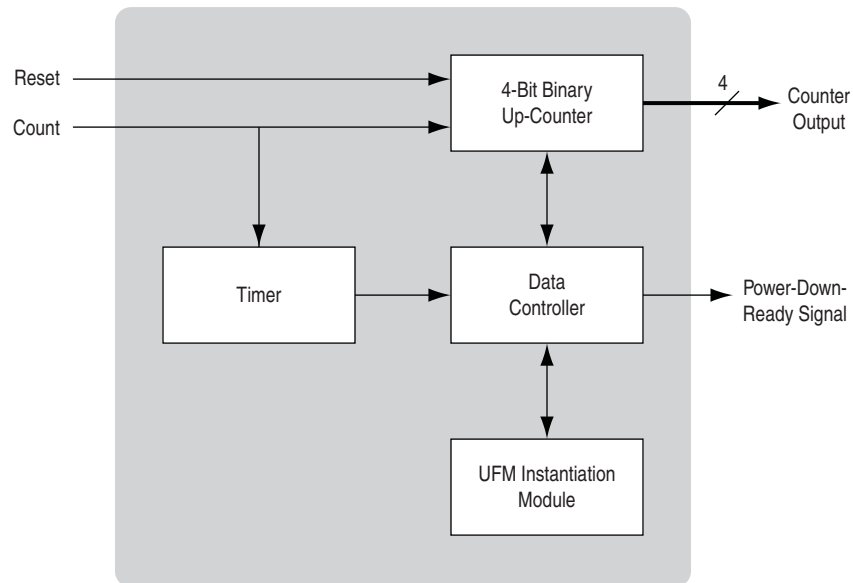 Reset
Count
4-Bit Binary
Up-Counter
4
Counter
Output
Timer
Data
Controller
Power-Down-
Ready Signal
UFM Instantiation
Module